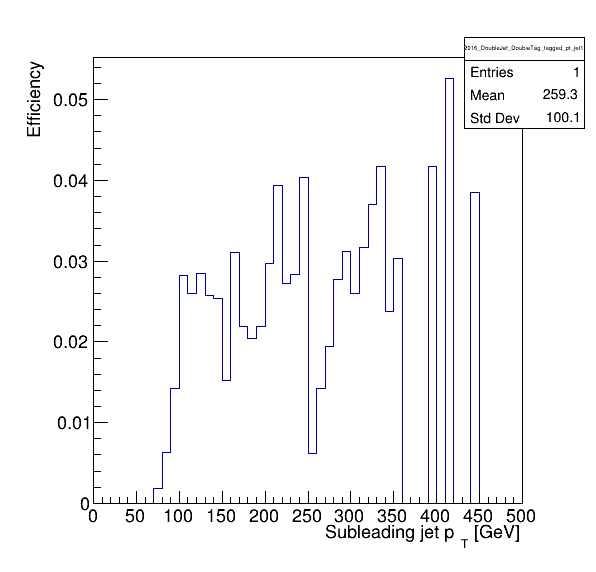 2016_DoubleJet_DoubleTag_tagged_pt_jet1
Entries 1
Mean 259.3
Std Dev 100.1
Efficiency
0.05
0.04
0.03
0.02
0.01
0
0 50 100 150 200 250 300 350 400 450 500
Subleading jet p T [GeV]